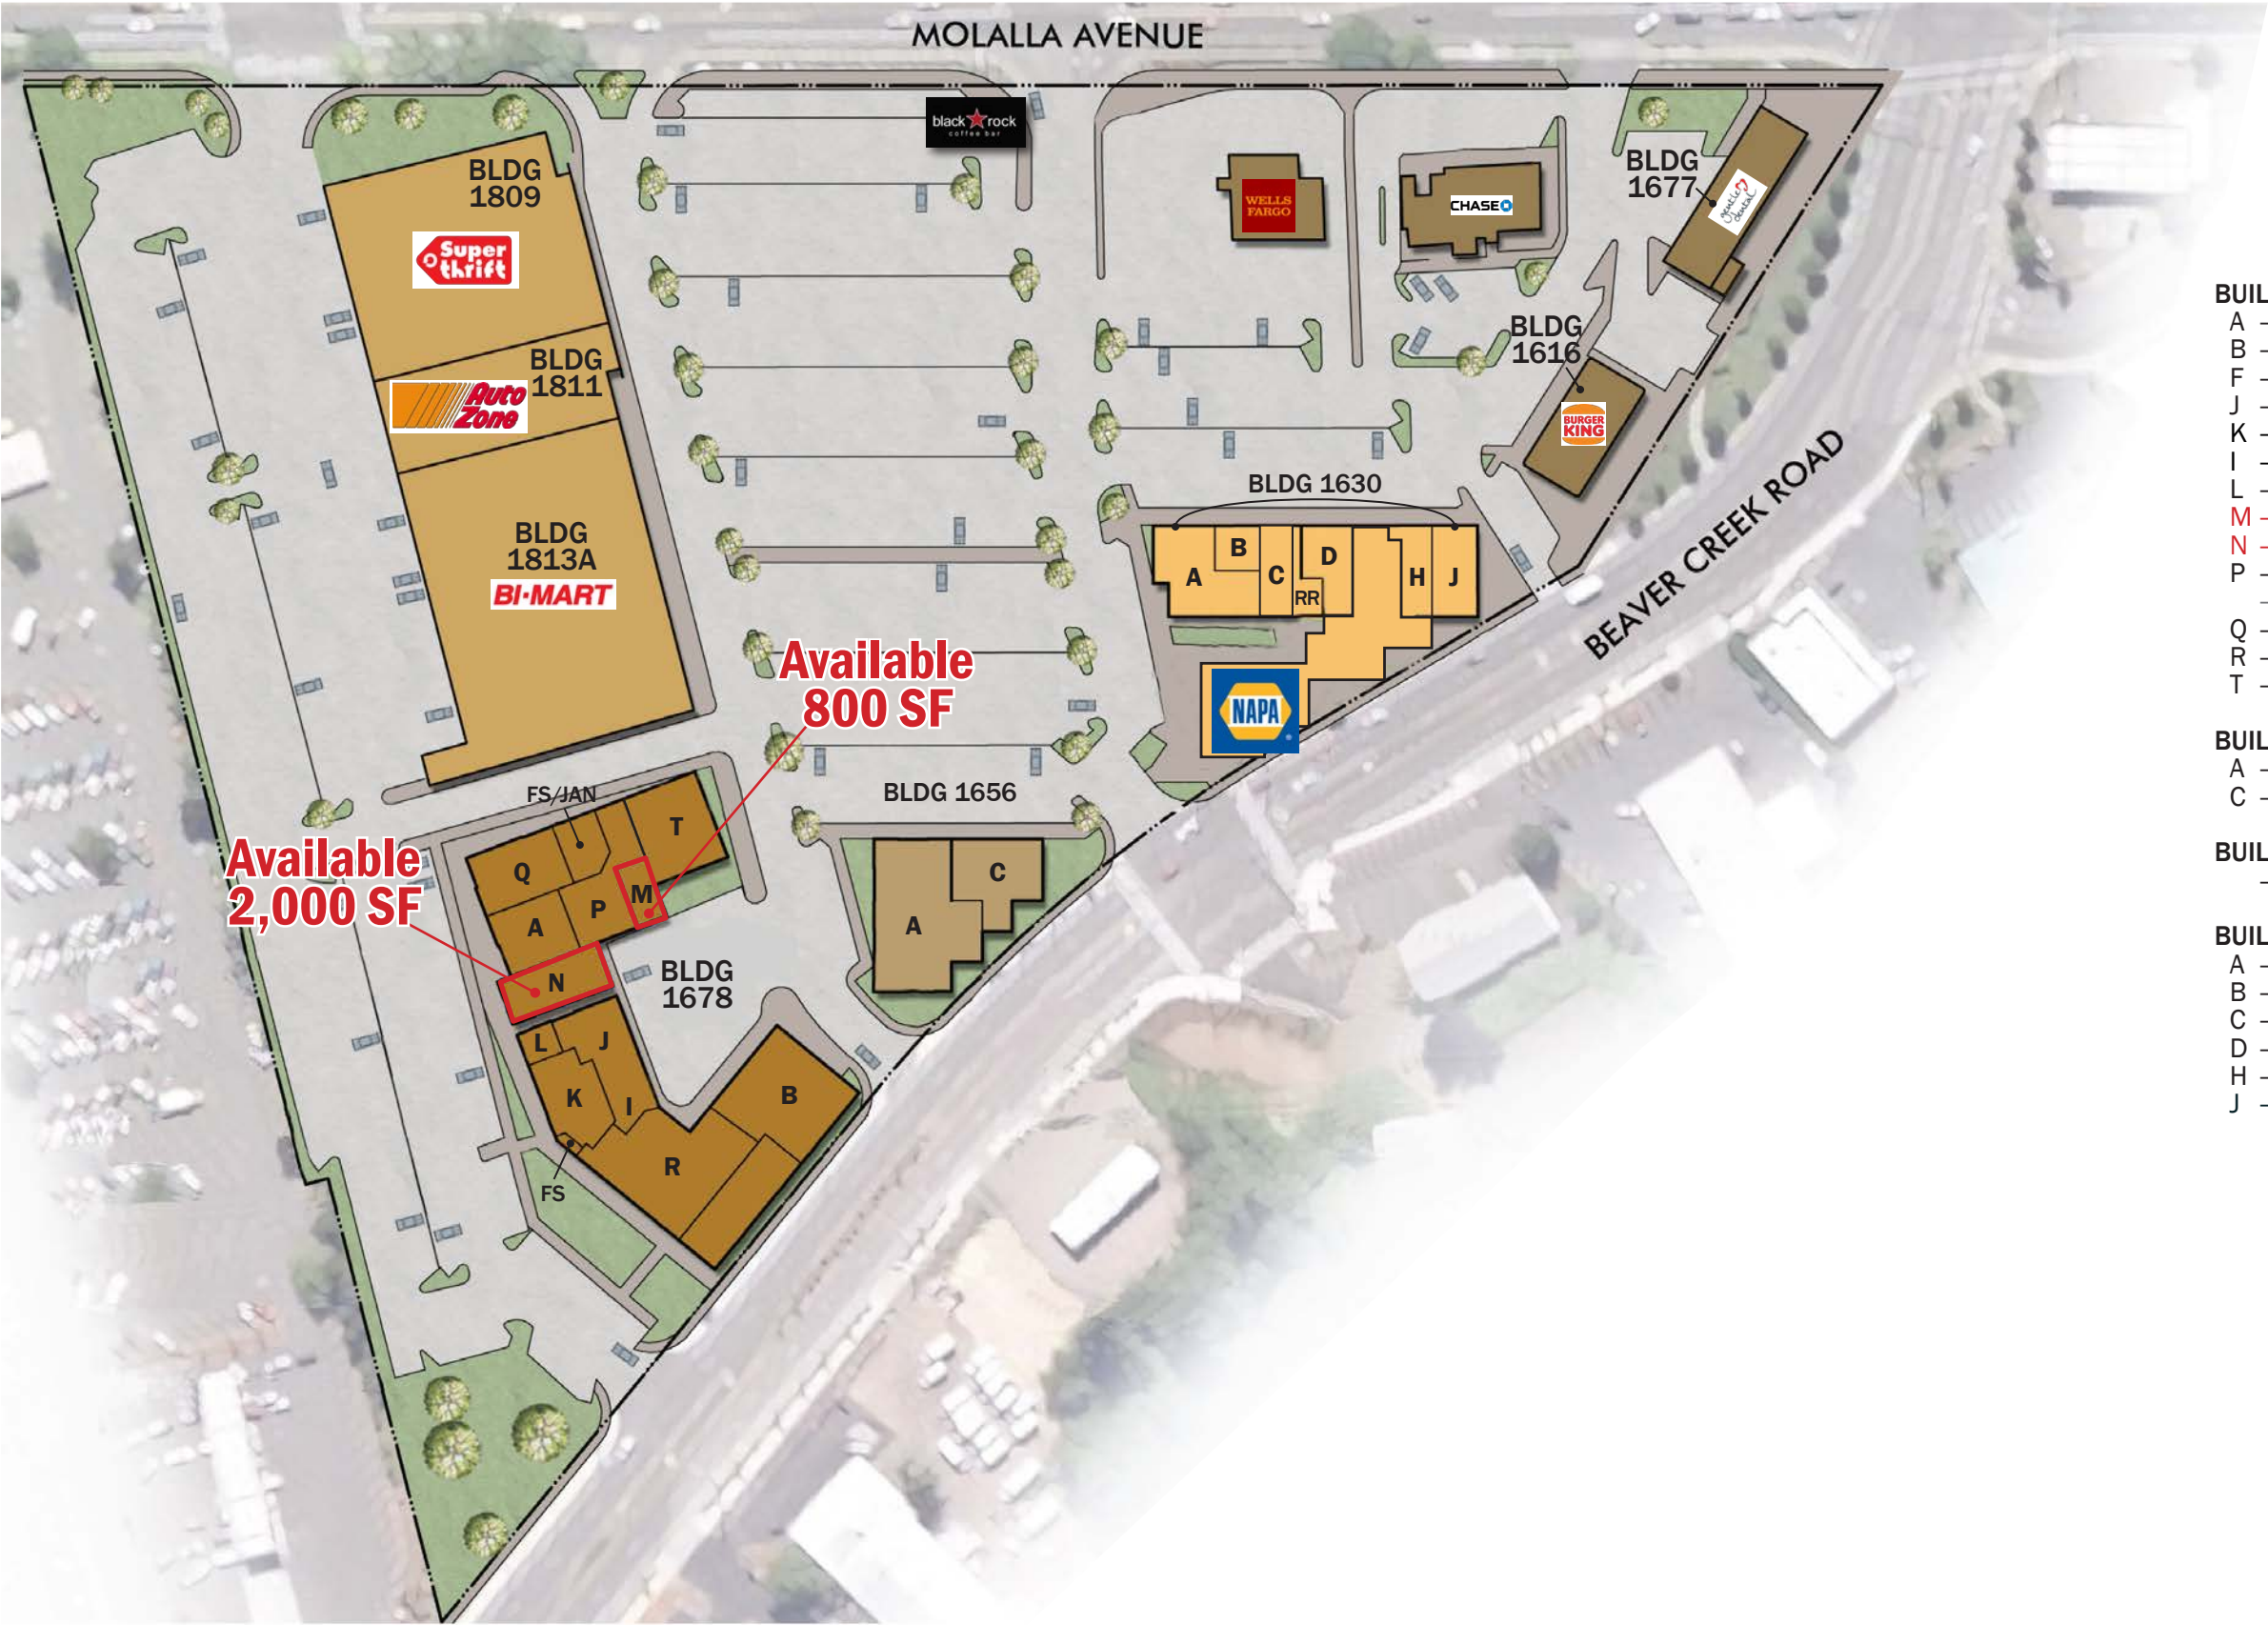 MOLALLA AVENUE
black rock
coffee bar
BLDG
1809
Super
thrift
WELLS
FARGO
CHASE
BLDG
1677
gentle
dental
BLDG
1811
Auto
Zone
BLDG
1616
BURGER
KING
BLDG
1813A
BI-MART
BLDG 1630
A
B
C
D
RR
H
J
NAPA
BEAVER CREEK ROAD
Available
800 SF
BLDG 1656
A
C
FS/JAN
Available
2,000 SF
Q
T
M
P
A
N
BLDG
1678
L
J
K
I
B
R
FS
BUIL
A -
B -
F -
J -
K -
I -
L -
M -
N -
P -
-
Q -
R -
T -
BUIL
A -
C -
BUIL
-
BUIL
A -
B -
C -
D -
H -
J -